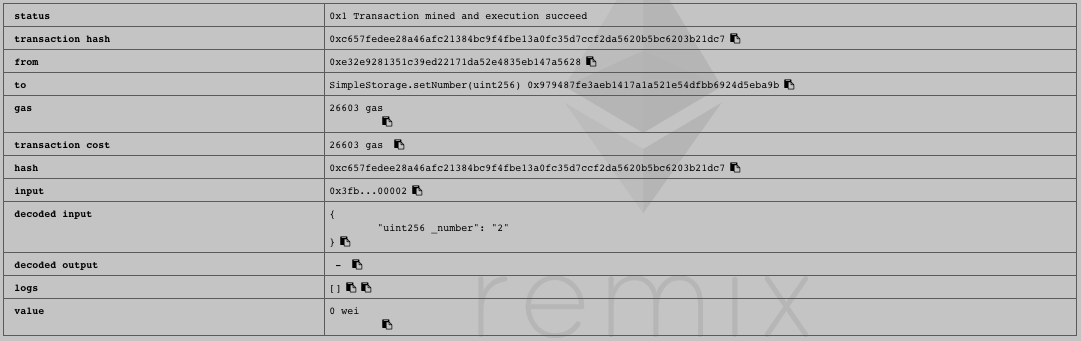 status 0x1 Transaction mined and execution succeed
transaction hash 0xc657fedee28a46afc21384bc9f4fbe13a0fc35d7ccf2da5620b5bc6203b21dc7
from 0xe32e9281351c39ed22171da52e4835eb147a5628
to SimpleStorage.setNumber(uint256) 0x979487fe3aeb1417a1a521e54dfbb6924d5eba9b
gas 26603 gas
transaction cost 26603 gas
hash 0xc657fedee28a46afc21384bc9f4fbe13a0fc35d7ccf2da5620b5bc6203b21dc7
input 0x3fb...00002
decoded input {
"uint256 _number": "2"
}
decoded output -
logs []
value 0 wei
remix